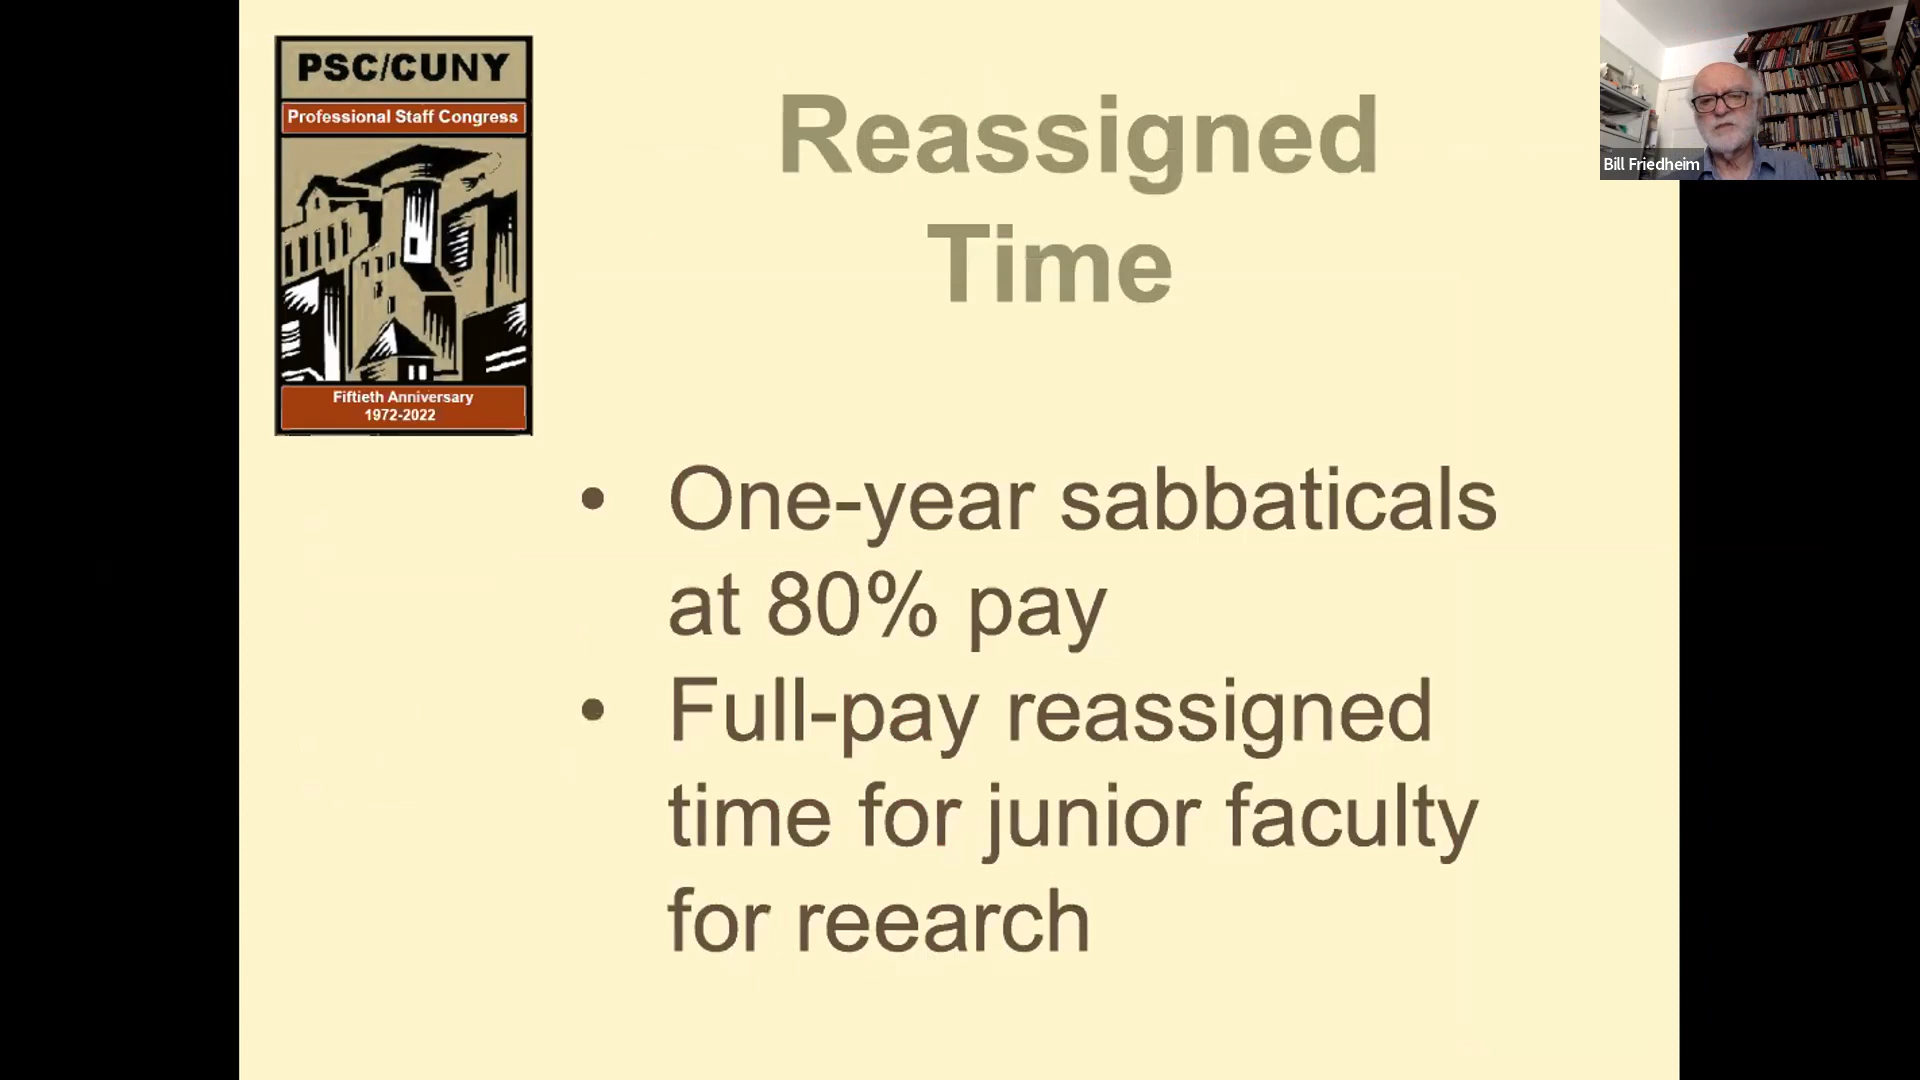 PSC/CUNY
Professional Staff Congress
Fiftieth Anniversary
1972-2022
Reassigned
Time
• One-year sabbaticals
at 80% pay
• Full-pay reassigned
time for junior faculty
for reearch
Bill Friedheim